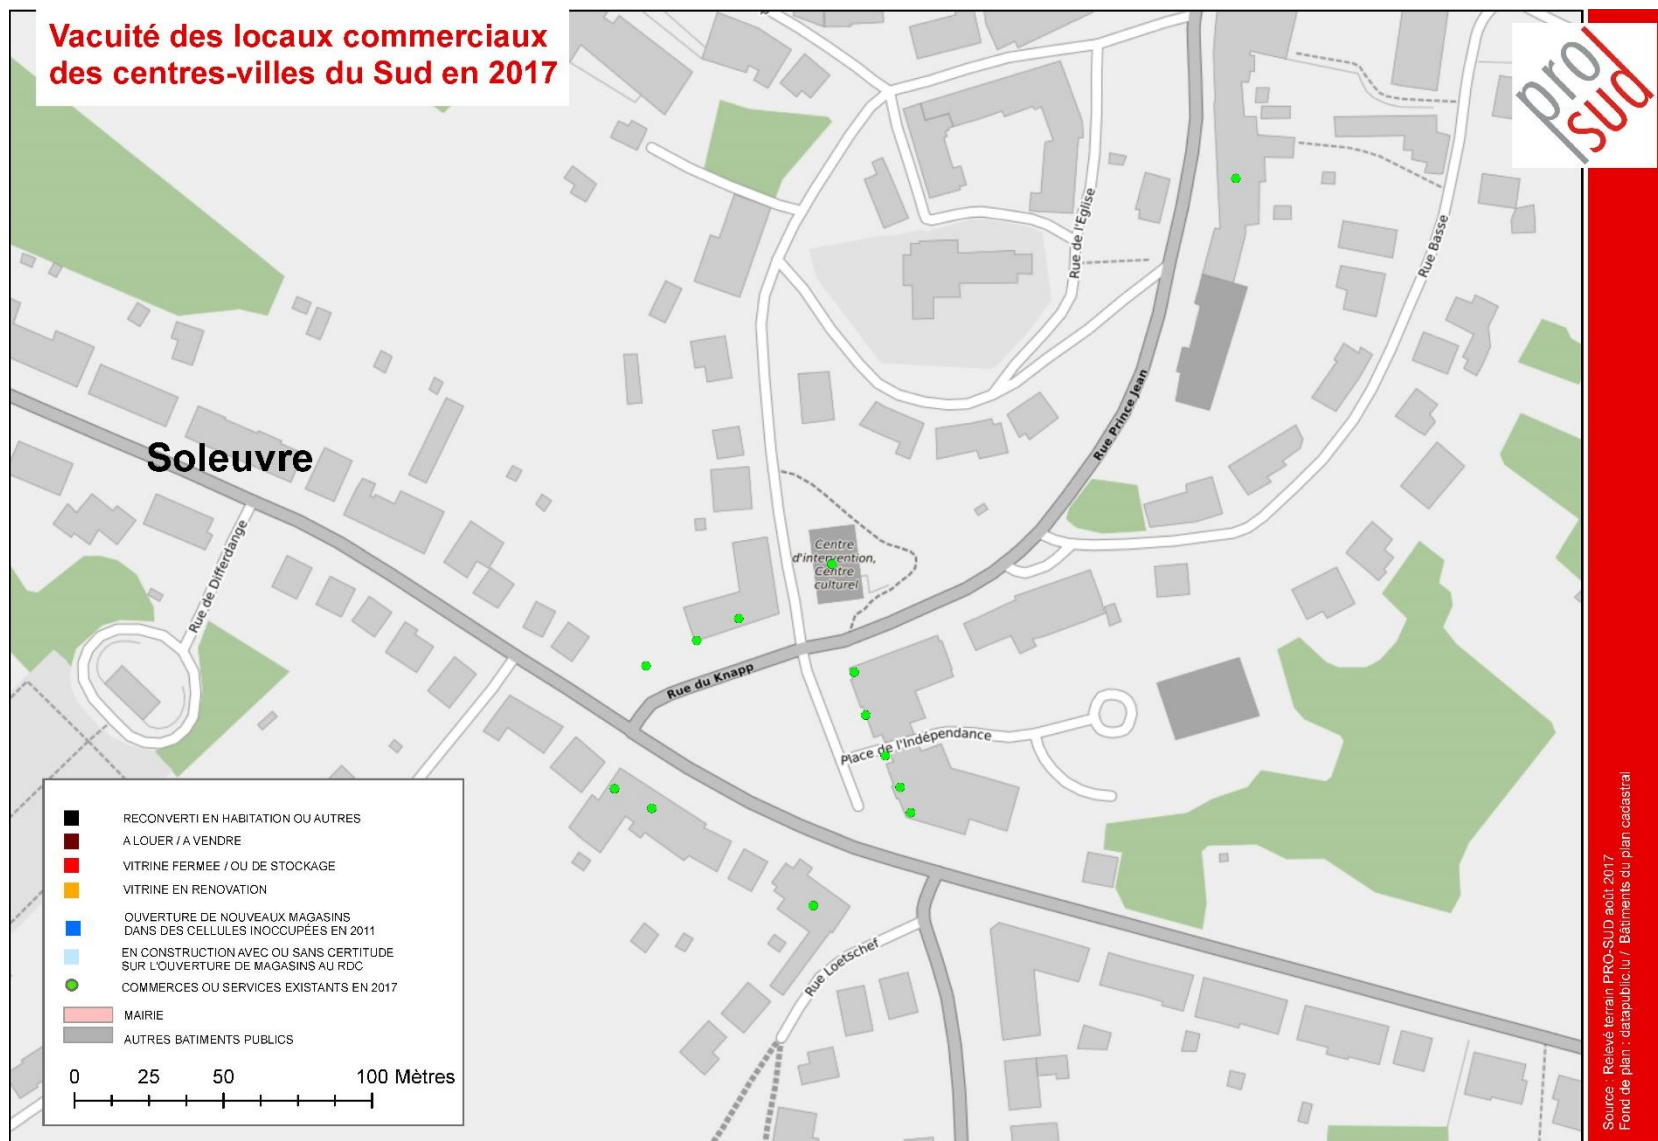 Vacuité des locaux commerciaux
des centres-villes du Sud en 2017
pro
sud
Rue de l'Eglise
Rue Basse
Rue Prince Jean
Soleuvre
Rue de Differdange
Centre
d'intervention,
Centre
culturel
Rue du Knapp
Place de l'Indépendance
Rue Loetschef
RECONVERTI EN HABITATION OU AUTRES
A LOUER / A VENDRE
VITRINE FERMEE / OU DE STOCKAGE
VITRINE EN RENOVATION
OUVERTURE DE NOUVEAUX MAGASINS
DANS DES CELLULES INOCCUPÉES EN 2011
EN CONSTRUCTION AVEC OU SANS CERTITUDE
SUR L'OUVERTURE DE MAGASINS AU RDC
COMMERCES OU SERVICES EXISTANTS EN 2017
MAIRIE
AUTRES BATIMENTS PUBLICS
0 25 50 100 Mètres
Source : Relevé terrain PRO-SUD août 2017
Fond de plan : datapublic.lu / Bâtiments du plan cadastral